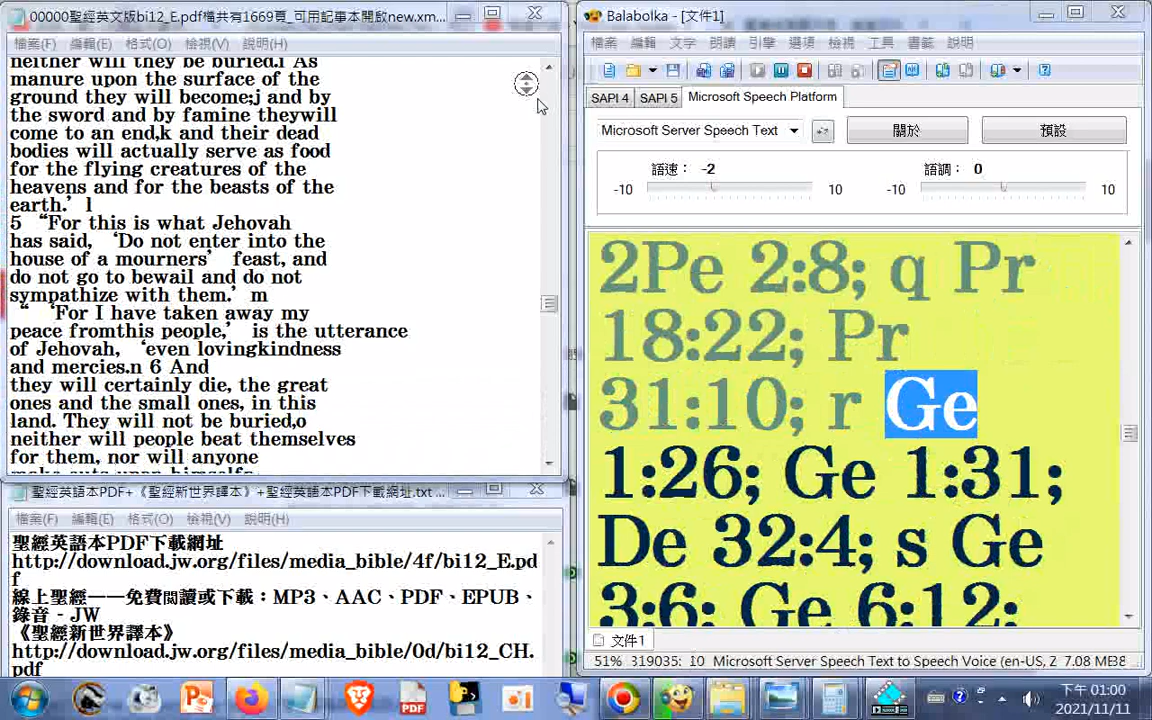 00000聖經英文版bi12_E.pdf檔共有1669頁_可用記事本開啟new.xm...
檔案(F) 編輯(E) 格式(O) 檢視(V) 說明(H)
neither will they be buried.i As
manure upon the surface of the
ground they will become;j and by
the sword and by famine theywill
come to an end,k and their dead
bodies will actually serve as food
for the flying creatures of the
heavens and for the beasts of the
earth.’ l
5 “For this is what Jehovah
has said, ‘Do not enter into the
house of a mourners’ feast, and
do not go to bewail and do not
sympathize with them.’ m
“ ‘For I have taken away my
peace fromthis people,’ is the utterance
of Jehovah, ‘even lovingkindness
and mercies.n 6 And
they will certainly die, the great
ones and the small ones, in this
land. They will not be buried,o
neither will people beat themselves
for them, nor will anyone
make cuts upon himselfp
聖經英語本PDF+《聖經新世界譯本》+聖經英語本PDF下載網址.txt ...
檔案(F) 編輯(E) 格式(O) 檢視(V) 說明(H)
聖經英語本PDF下載網址
http://download.jw.org/files/media_bible/4f/bi12_E.pd
f
線上聖經——免費閱讀或下載：MP3、AAC、PDF、EPUB、
錄音 - JW
《聖經新世界譯本》
http://download.jw.org/files/media_bible/0d/bi12_CH.
pdf
Balabolka - [文件1]
檔案 編輯 文字 朗讀 引擎 選項 檢視 工具 書籤 說明
SAPI 4 SAPI 5 Microsoft Speech Platform
Microsoft Server Speech Text 關於 預設
語速： -2 語調： 0
-10 10 -10 10
2Pe 2:8; q Pr
18:22; Pr
31:10; r Ge
1:26; Ge 1:31;
De 32:4; s Ge
3:6; Ge 6:12;
文件1
51% 319035: 10 Microsoft Server Speech Text to Speech Voice (en-US, Z 7.08 MB
下午 01:00
2021/11/11